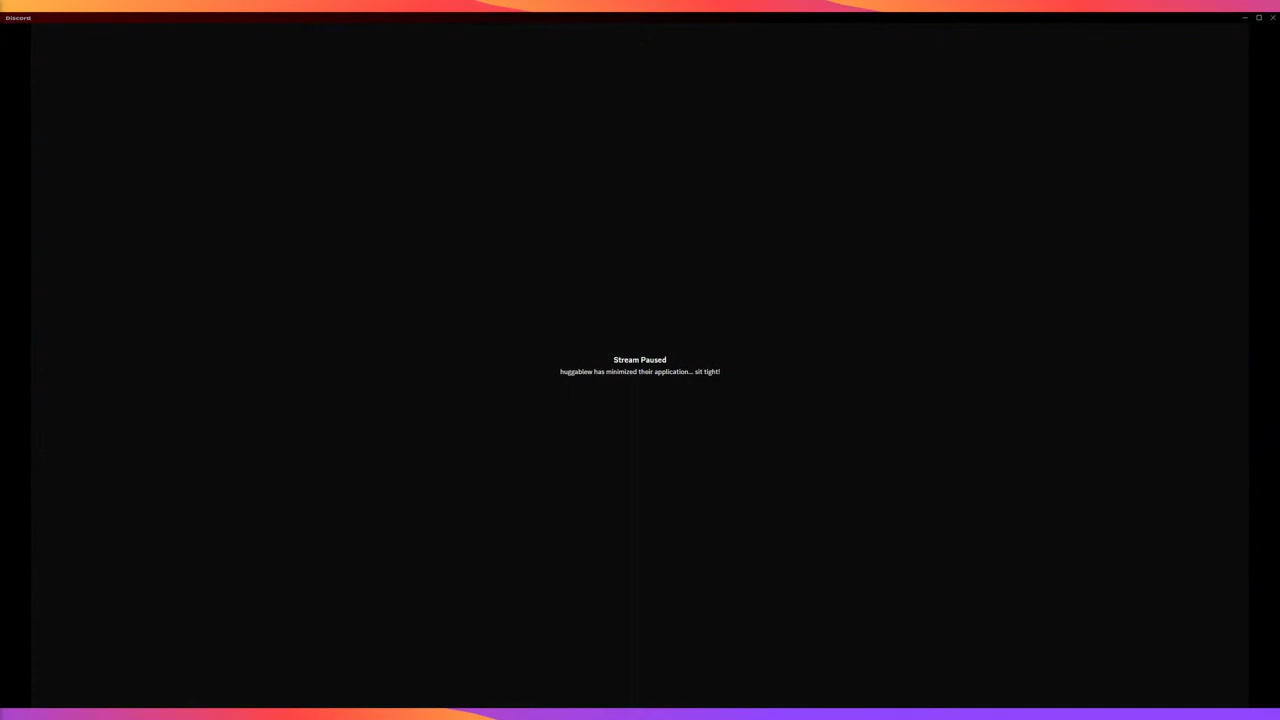 Discord
Stream Paused
huggablew has minimized their application... sit tight!